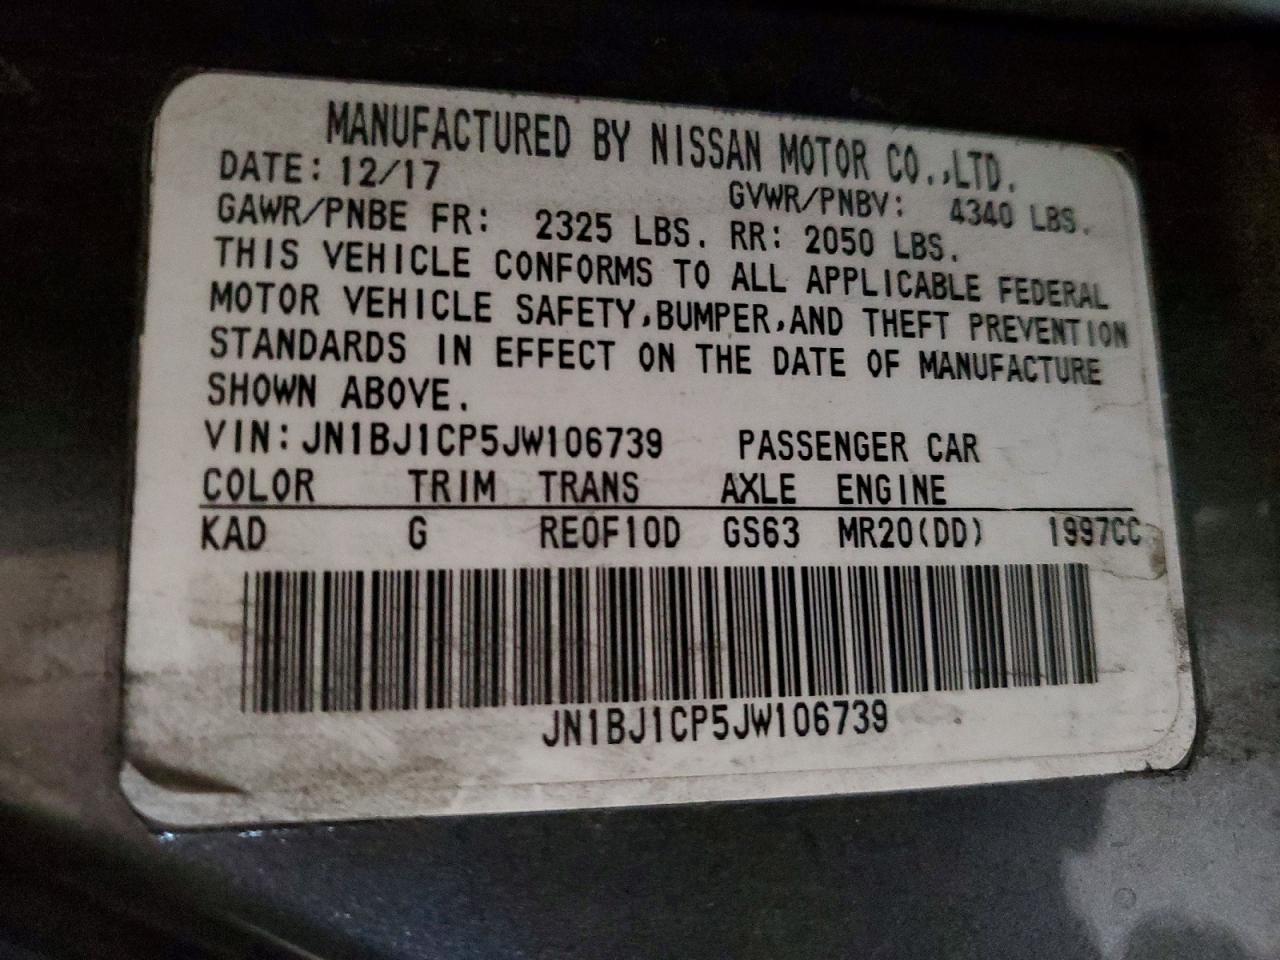 MANUFACTURED BY NISSAN MOTOR CO.,LTD.
DATE: 12/17 GVWR/PNBV: 4340 LBS.
GAWR/PNBE FR: 2325 LBS. RR: 2050 LBS.
THIS VEHICLE CONFORMS TO ALL APPLICABLE FEDERAL
MOTOR VEHICLE SAFETY,BUMPER,AND THEFT PREVENTION
STANDARDS IN EFFECT ON THE DATE OF MANUFACTURE
SHOWN ABOVE.
VIN: JN1BJ1CP5JW106739 PASSENGER CAR
COLOR TRIM TRANS AXLE ENGINE
KAD G RE0F10D GS63 MR20(DD) 1997CC
JN1BJ1CP5JW106739